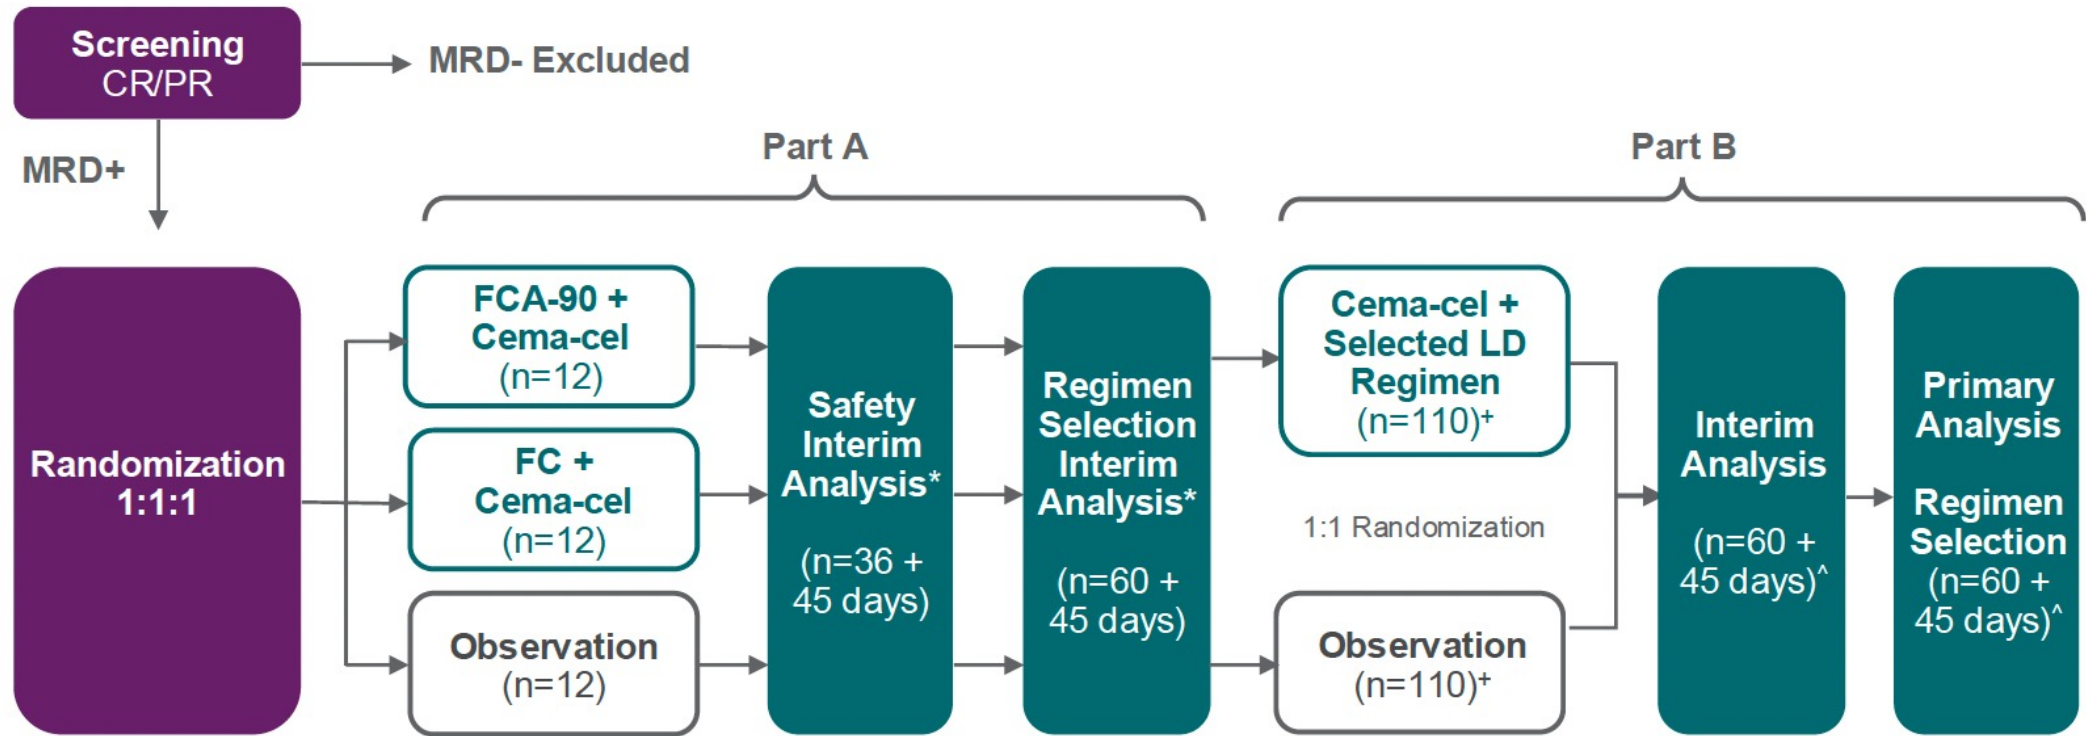 Screening
CR/PR
MRD- Excluded
MRD+
Part A
Part B
Randomization
1:1:1
FCA-90 +
Cema-cel
(n=12)
FC +
Cema-cel
(n=12)
Observation
(n=12)
Safety
Interim
Analysis*
(n=36 +
45 days)
Regimen
Selection
Interim
Analysis*
(n=60 +
45 days)
Cema-cel +
Selected LD
Regimen
(n=110)⁺
1:1 Randomization
Observation
(n=110)⁺
Interim
Analysis
(n=60 +
45 days)^
Primary
Analysis
Regimen
Selection
(n=60 +
45 days)^